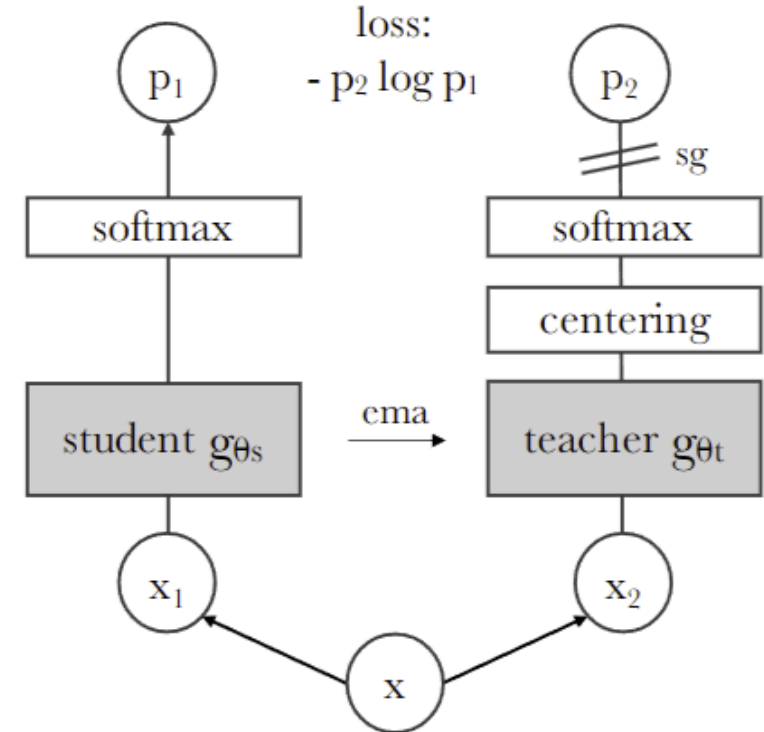 loss:
- p₂ log p₁
p₁
p₂
sg
softmax
softmax
centering
student gθs
ema
teacher gθt
x₁
x₂
x